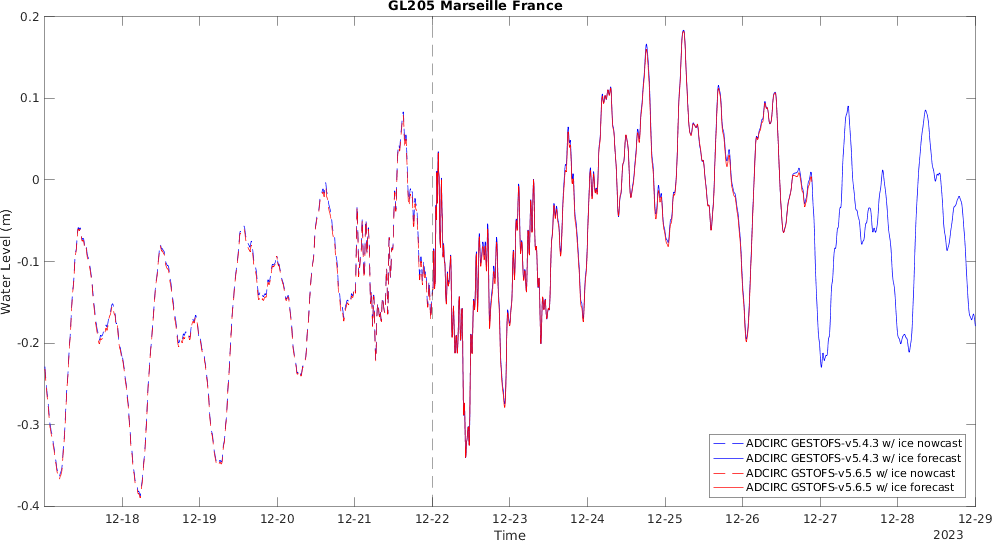 GL205 Marseille France
Water Level (m)
0.2
0.1
0
-0.1
-0.2
-0.3
-0.4
ADCIRC GESTOFS-v5.4.3 w/ ice nowcast
ADCIRC GESTOFS-v5.4.3 w/ ice forecast
ADCIRC GSTOFS-v5.6.5 w/ ice nowcast
ADCIRC GSTOFS-v5.6.5 w/ ice forecast
12-18 12-19 12-20 12-21 12-22 12-23 12-24 12-25 12-26 12-27 12-28 12-29
Time 2023